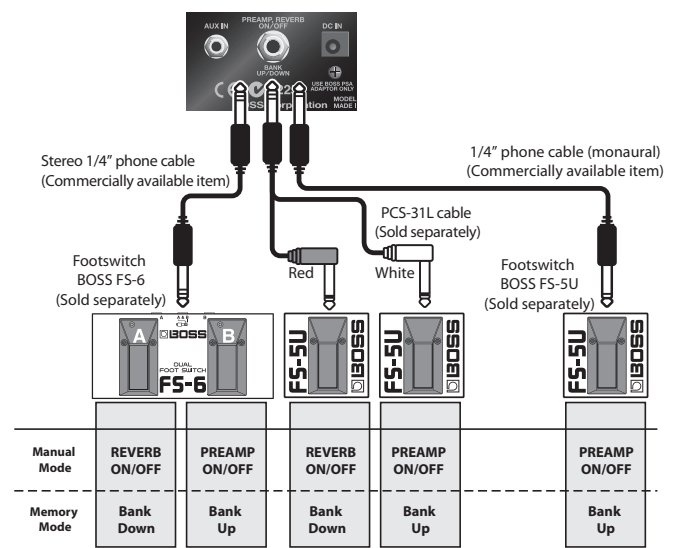 AUX IN
PREAMP, REVERB
ON/OFF
DC IN
BANK
UP/DOWN
USE BOSS PSA
ADAPTOR ONLY
MODEL
MADE
Corporation
Stereo 1/4” phone cable
(Commercially available item)
1/4” phone cable (monaural)
(Commercially available item)
PCS-31L cable
(Sold separately)
Footswitch
BOSS FS-6
(Sold separately)
Red
White
Footswitch
BOSS FS-5U
(Sold separately)
A A&B B
A
BOSS
B
DUAL
FOOT SWITCH
FS-6
FS-5U
BOSS
FS-5U
BOSS
FS-5U
BOSS
Manual
Mode
REVERB
ON/OFF
PREAMP
ON/OFF
REVERB
ON/OFF
PREAMP
ON/OFF
PREAMP
ON/OFF
Memory
Mode
Bank
Down
Bank
Up
Bank
Down
Bank
Up
Bank
Up